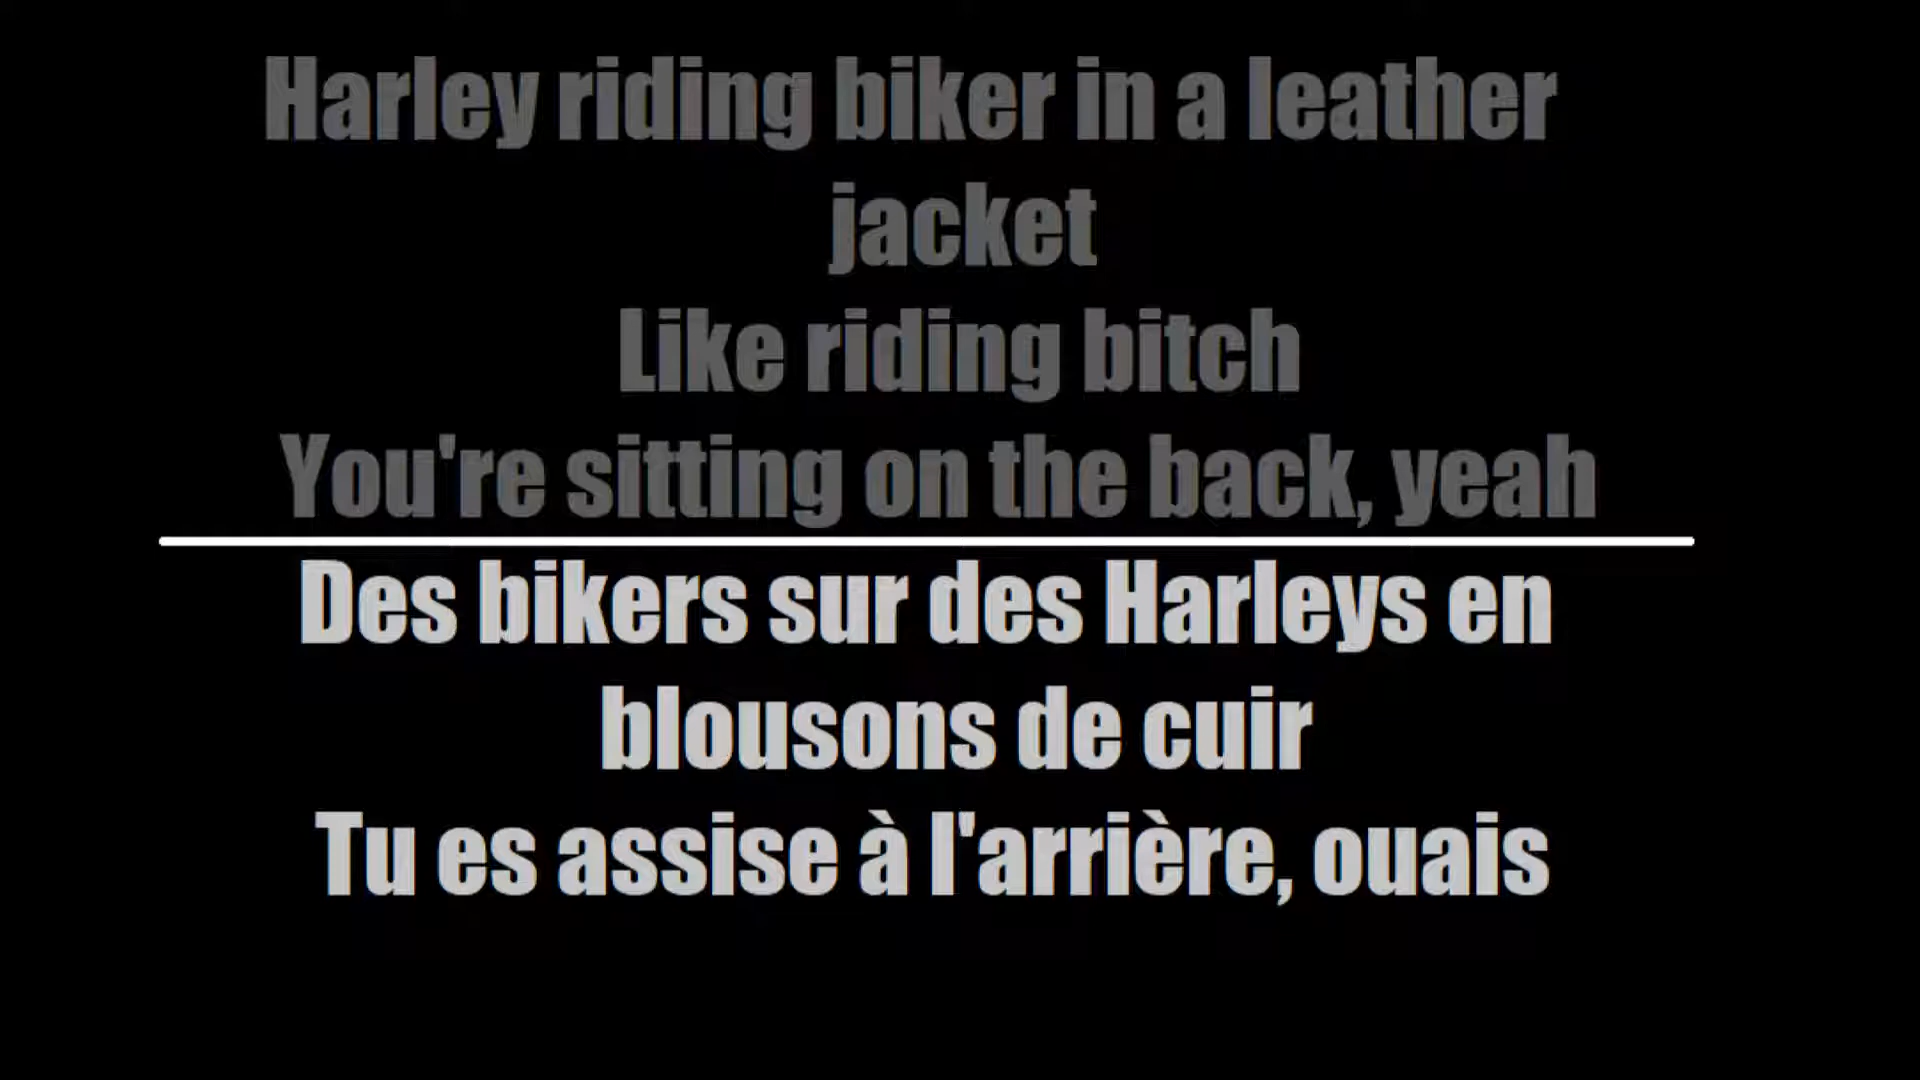 Harley riding biker in a leather
jacket
Like riding bitch
You're sitting on the back, yeah
Des bikers sur des Harleys en
blousons de cuir
Tu es assise à l'arrière, ouais